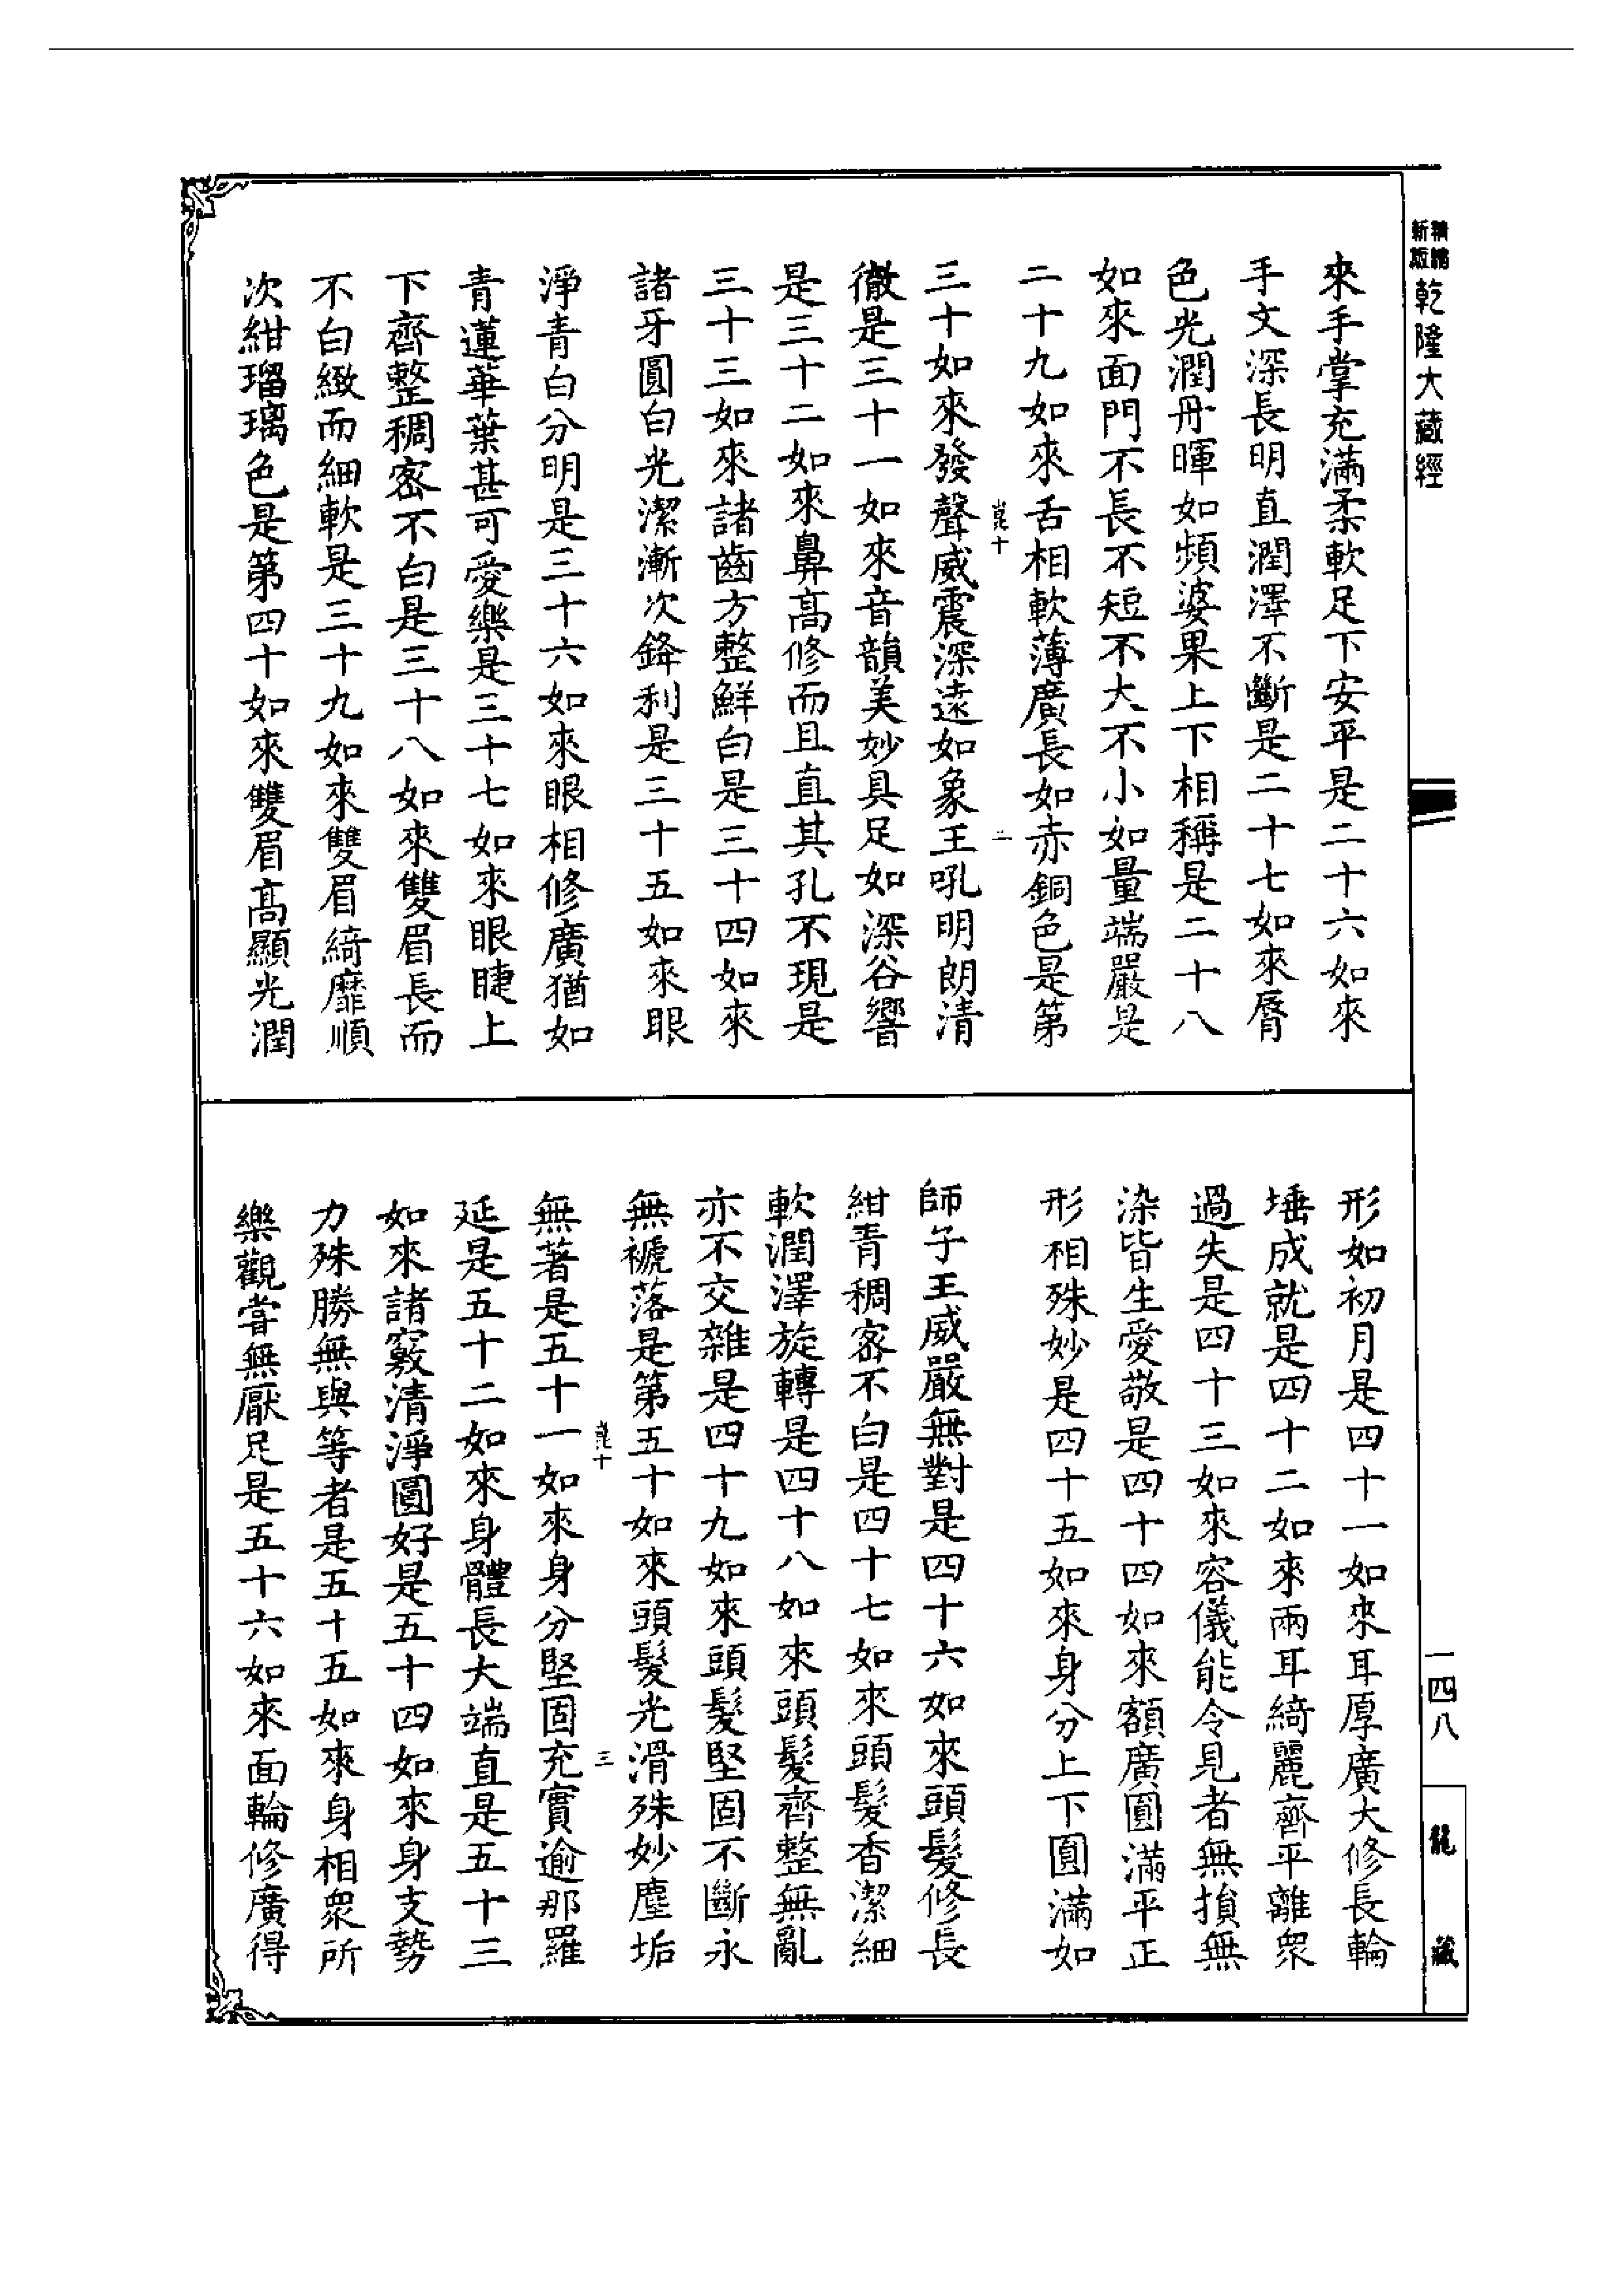 精縮新版乾隆大藏經
來手掌充滿柔軟足下安平是二十六如來
手文深長明直潤澤不斷是二十七如來脣
色光潤丹暉如頻婆果上下相稱是二十八
如來面門不長不短不大不小如量端嚴是
二十九如來舌相軟薄廣長如赤銅色是第
崑十
二
三十如來發聲威震深遠如象王吼明朗清
徹是三十一如來音韻美妙具足如深谷響
是三十二如來鼻高修而且直其孔不現是
三十三如來諸齒方整鮮白是三十四如來
諸牙圓白光潔漸次鋒利是三十五如來眼
淨青白分明是三十六如來眼相修廣猶如
青蓮華葉甚可愛樂是三十七如來眼睫上
下齊整稠密不白是三十八如來雙眉長而
不白緻而細軟是三十九如來雙眉綺靡順
次紺瑠璃色是第四十如來雙眉高顯光潤
形如初月是四十一如來耳厚廣大修長輪
埵成就是四十二如來兩耳綺麗齊平離衆
過失是四十三如來容儀能令見者無損無
染皆生愛敬是四十四如來額廣圓滿平正
形相殊妙是四十五如來身分上下圓滿如
師子王威嚴無對是四十六如來頭髮修長
紺青稠密不白是四十七如來頭髮香潔細
軟潤澤旋轉是四十八如來頭髮齊整無亂
亦不交雜是四十九如來頭髮堅固不斷永
無褫落是第五十如來頭髮光滑殊妙塵垢
崑十
三
無著是五十一如來身分堅固充實逾那羅
延是五十二如來身體長大端直是五十三
如來諸竅清淨圓好是五十四如來身支勢
力殊勝無與等者是五十五如來身相衆所
樂觀嘗無厭足是五十六如來面輪修廣得
一四八
龍藏